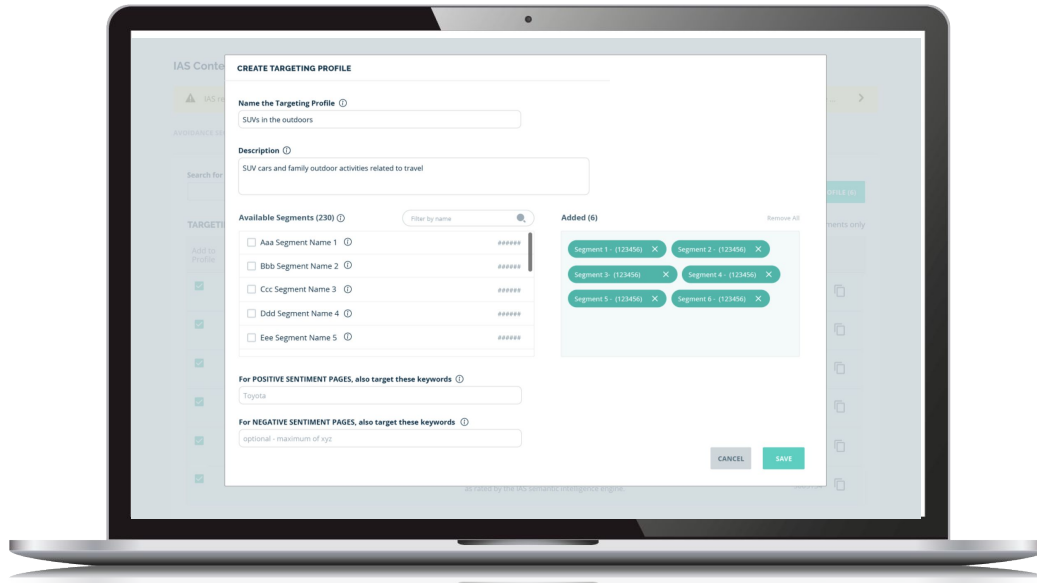 IAS Conte
CREATE TARGETING PROFILE
IAS re
Name the Targeting Profile
SUVs in the outdoors
Description
SUV cars and family outdoor activities related to travel
Search for
Available Segments (230)
Filter by name
Added (6)
Remove All
TARGETI
ments only
Add to
Profile
Aaa Segment Name 1 ######
Bbb Segment Name 2 ######
Ccc Segment Name 3 ######
Ddd Segment Name 4 ######
Eee Segment Name 5 ######
Segment 1 - (123456) X Segment 2 - (123456) X
Segment 3- (123456) X Segment 4 - (123456) X
Segment 5 - (123456) X Segment 6 - (123456) X
For POSITIVE SENTIMENT PAGES, also target these keywords
Toyota
For NEGATIVE SENTIMENT PAGES, also target these keywords
optional - maximum of xyz
CANCEL SAVE
as rated by the IAS semantic intelligence engine.